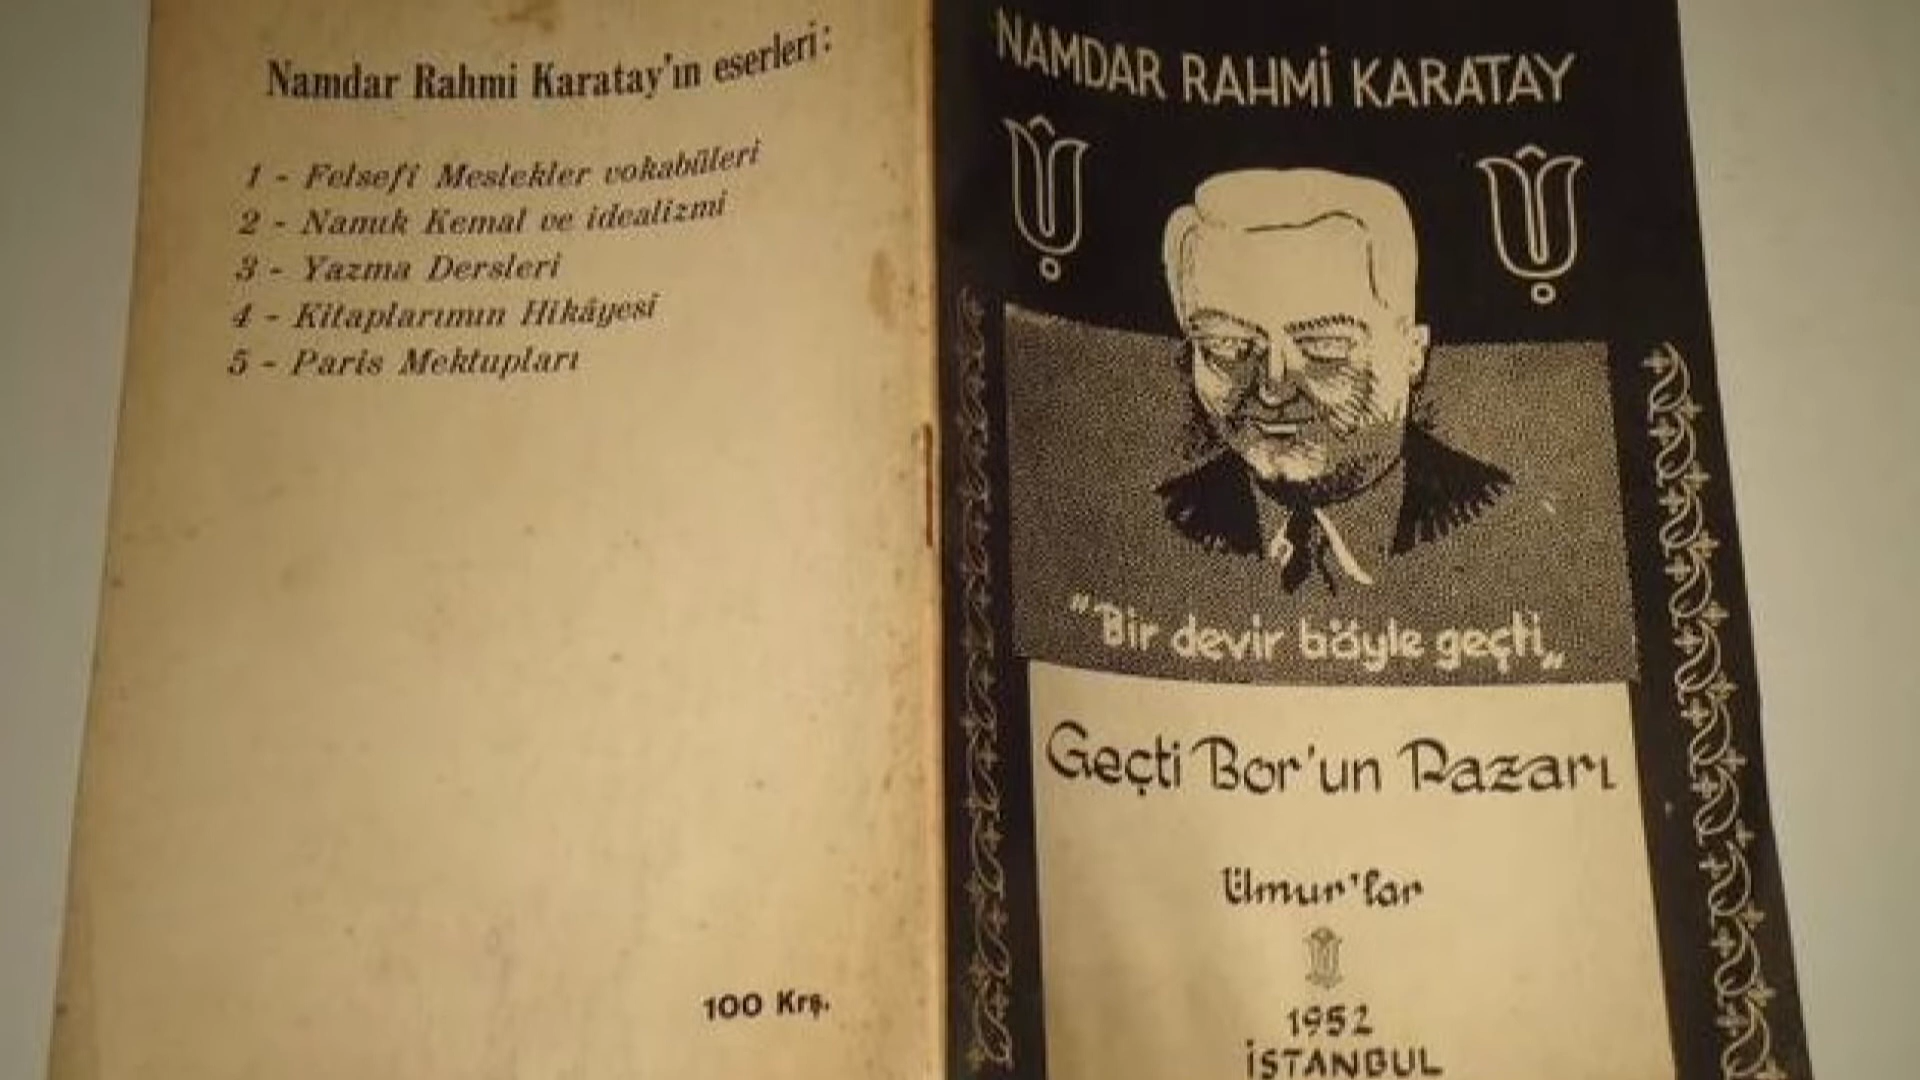 Namdar Rahmi Karatay'ın eserleri:
1 - Felsefi Meslekler vokabüleri
2 - Namık Kemal ve idealizmi
3 - Yazma Dersleri
4 - Kitaplarımın Hikâyesi
5 - Paris Mektupları
100 Krş.
NAMDAR RAHMİ KARATAY
"Bir devir böyle geçti„
Geçti Bor'un Pazarı
Ülmur'lar
1952
İSTANBUL